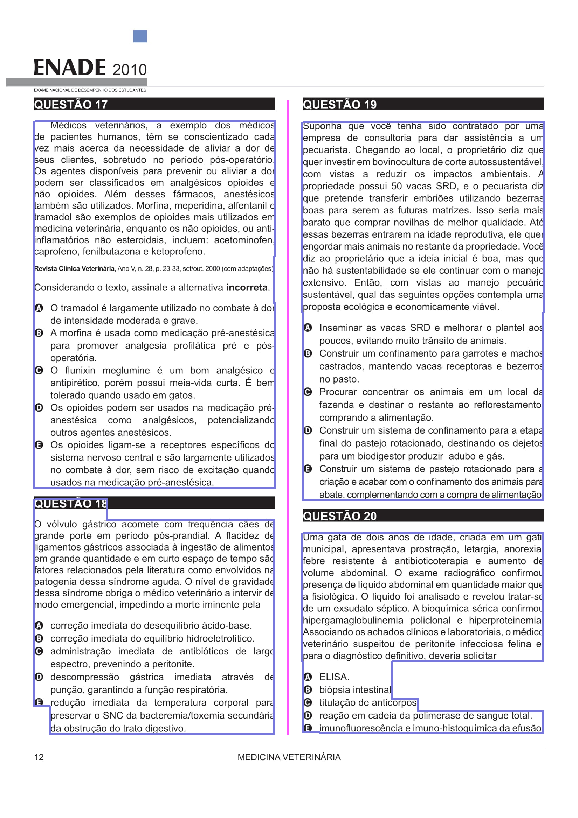 ENADE 2010
EXAME NACIONAL DE DESEMPENHO DOS ESTUDANTES
QUESTÃO 17
Médicos veterinários, a exemplo dos médicos
de pacientes humanos, têm se conscientizado cada
vez mais acerca da necessidade de aliviar a dor de
seus clientes, sobretudo no período pós-operatório.
Os agentes disponíveis para prevenir ou aliviar a dor
podem ser classificados em analgésicos opioides e
não opioides. Além desses fármacos, anestésicos
também são utilizados. Morfina, meperidina, alfentanil e
tramadol são exemplos de opioides mais utilizados em
medicina veterinária, enquanto os não opioides, ou anti-
inflamatórios não esteroidais, incluem: acetominofen,
caprofeno, fenilbutazona e ketoprofeno.
Revista Clínica Veterinária, Ano V, n. 28, p. 23-33, set/out, 2000 (com adaptações)
Considerando o texto, assinale a alternativa incorreta.
A O tramadol é largamente utilizado no combate à dor
de intensidade moderada e grave.
B A morfina é usada como medicação pré-anestésica
para promover analgesia profilática pré e pós-
operatória.
C O flunixin meglumine é um bom analgésico e
antipirético, porém possui meia-vida curta. É bem
tolerado quando usado em gatos.
D Os opioides podem ser usados na medicação pré-
anestésica como analgésicos, potencializando
outros agentes anestésicos.
E Os opioides ligam-se a receptores específicos do
sistema nervoso central e são largamente utilizados
no combate à dor, sem risco de excitação quando
usados na medicação pré-anestésica.
QUESTÃO 18
O vólvulo gástrico acomete com frequência cães de
grande porte em período pós-prandial. A flacidez de
ligamentos gástricos associada à ingestão de alimentos
em grande quantidade e em curto espaço de tempo são
fatores relacionados pela literatura como envolvidos na
patogenia dessa síndrome aguda. O nível de gravidade
dessa síndrome obriga o médico veterinário a intervir de
modo emergencial, impedindo a morte iminente pela
A correção imediata do desequilíbrio ácido-base.
B correção imediata do equilíbrio hidroeletrolítico.
C administração imediata de antibióticos de largo
espectro, prevenindo a peritonite.
D descompressão gástrica imediata através de
punção, garantindo a função respiratória.
E redução imediata da temperatura corporal para
preservar o SNC da bacteremia/toxemia secundária
da obstrução do trato digestivo.
QUESTÃO 19
Suponha que você tenha sido contratado por uma
empresa de consultoria para dar assistência a um
pecuarista. Chegando ao local, o proprietário diz que
quer investir em bovinocultura de corte autossustentável,
com vistas a reduzir os impactos ambientais. A
propriedade possui 50 vacas SRD, e o pecuarista diz
que pretende transferir embriões utilizando bezerras
boas para serem as futuras matrizes. Isso seria mais
barato que comprar novilhas de melhor qualidade. Até
essas bezerras entrarem na idade reprodutiva, ele quer
engordar mais animais no restante da propriedade. Você
diz ao proprietário que a ideia inicial é boa, mas que
não há sustentabilidade se ele continuar com o manejo
extensivo. Então, com vistas ao manejo pecuário
sustentável, qual das seguintes opções contempla uma
proposta ecológica e economicamente viável.
A Inseminar as vacas SRD e melhorar o plantel aos
poucos, evitando muito trânsito de animais.
B Construir um confinamento para garrotes e machos
castrados, mantendo vacas receptoras e bezerros
no pasto.
C Procurar concentrar os animais em um local da
fazenda e destinar o restante ao reflorestamento,
comprando a alimentação.
D Construir um sistema de confinamento para a etapa
final do pastejo rotacionado, destinando os dejetos
para um biodigestor produzir adubo e gás.
E Construir um sistema de pastejo rotacionado para a
criação e acabar com o confinamento dos animais para
abate, complementando com a compra de alimentação.
QUESTÃO 20
Uma gata de dois anos de idade, criada em um gatil
municipal, apresentava prostração, letargia, anorexia,
febre resistente à antibioticoterapia e aumento de
volume abdominal. O exame radiográfico confirmou
presença de líquido abdominal em quantidade maior que
a fisiológica. O líquido foi analisado e revelou tratar-se
de um exsudato séptico. A bioquímica sérica confirmou
hipergamaglobulinemia policlonal e hiperproteinemia.
Associando os achados clínicos e laboratoriais, o médico
veterinário suspeitou de peritonite infecciosa felina e,
para o diagnóstico definitivo, deveria solicitar
A ELISA.
B biópsia intestinal.
C titulação de anticorpos.
D reação em cadeia da polimerase de sangue total.
E imunofluorescência e imuno-histoquímica da efusão.
12
MEDICINA VETERINÁRIA